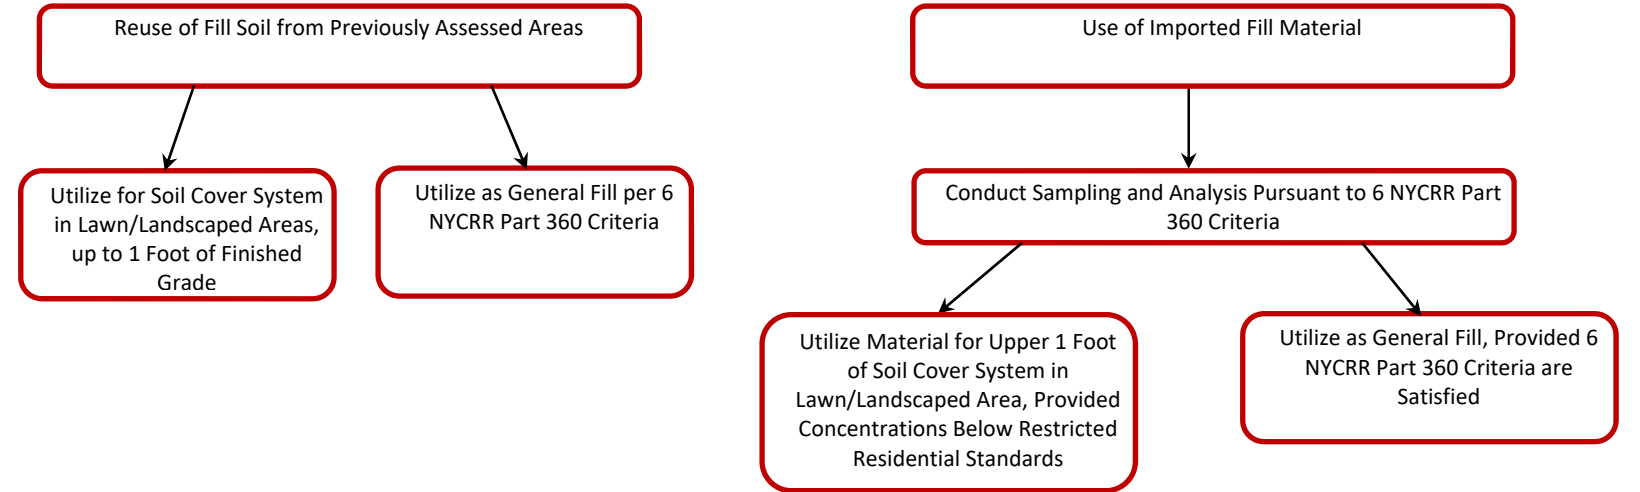 Reuse of Fill Soil from Previously Assessed Areas
Utilize for Soil Cover System
in Lawn/Landscaped Areas,
up to 1 Foot of Finished
Grade
Utilize as General Fill per 6
NYCRR Part 360 Criteria
Use of Imported Fill Material
Conduct Sampling and Analysis Pursuant to 6 NYCRR Part
360 Criteria
Utilize Material for Upper 1 Foot
of Soil Cover System in
Lawn/Landscaped Area, Provided
Concentrations Below Restricted
Residential Standards
Utilize as General Fill, Provided 6
NYCRR Part 360 Criteria are
Satisfied